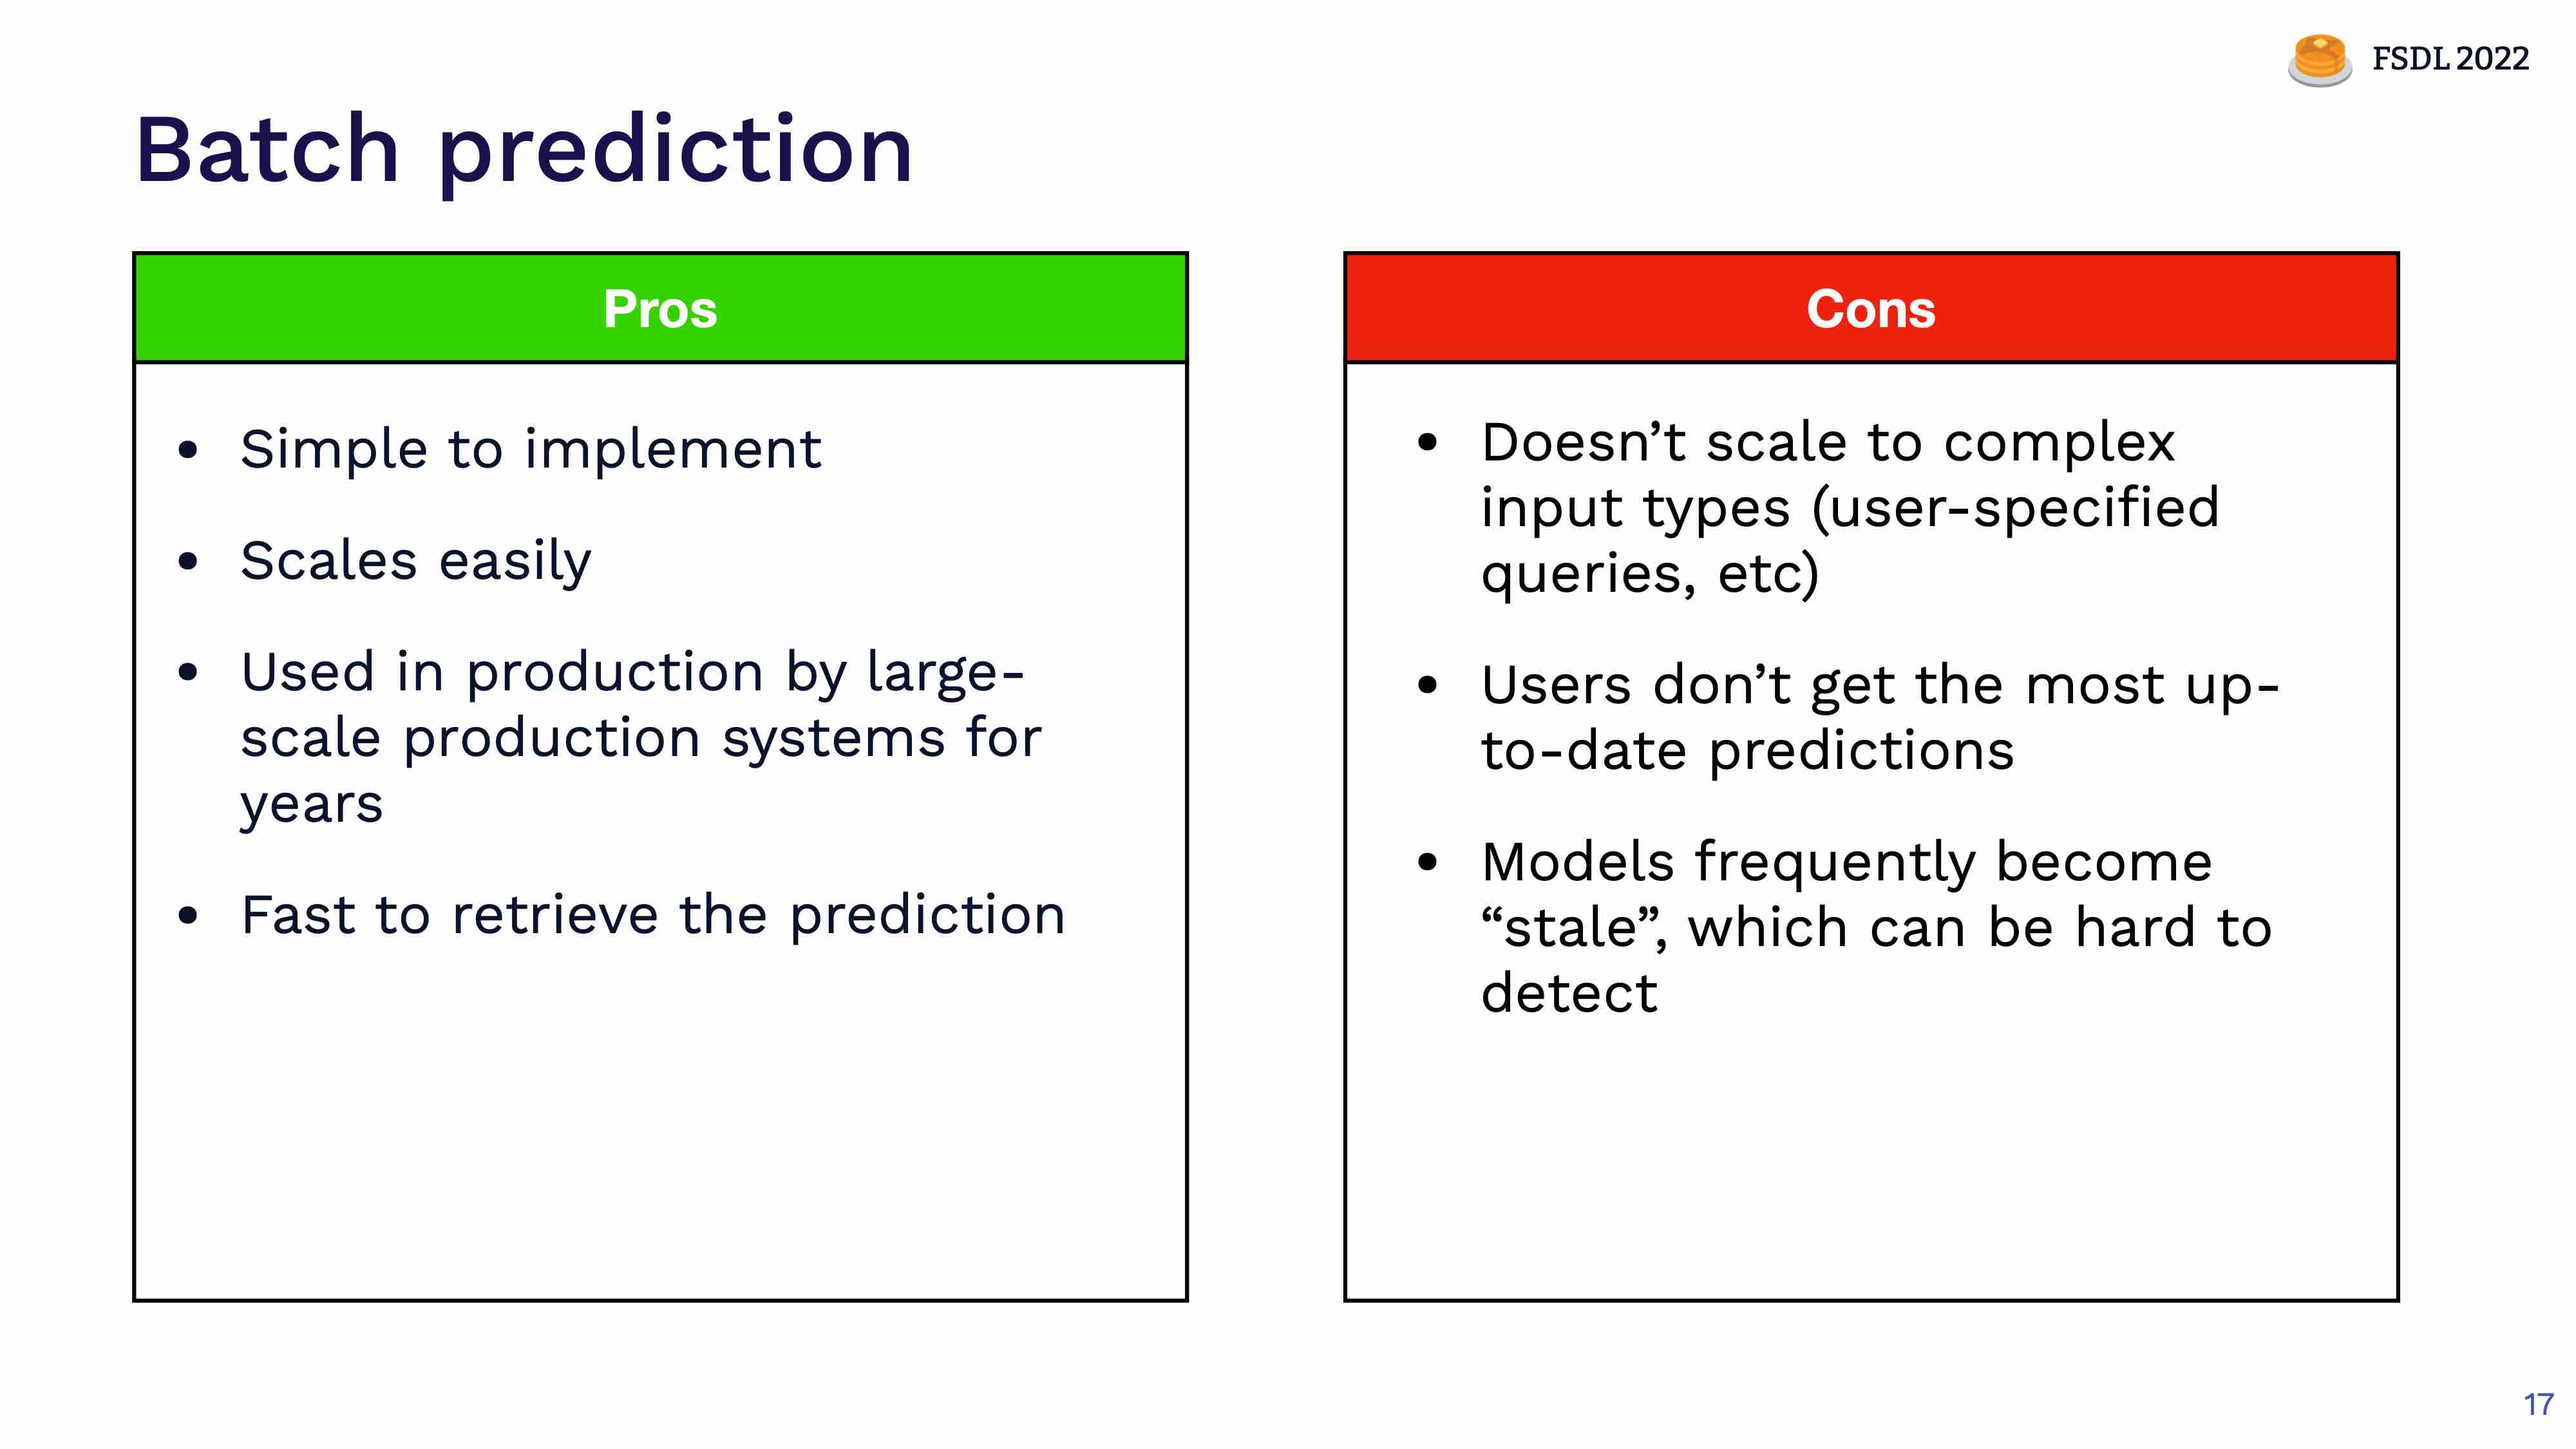 FSDL 2022
Batch prediction
Pros
• Simple to implement
• Scales easily
• Used in production by large-
scale production systems for
years
• Fast to retrieve the prediction
Cons
• Doesn’t scale to complex
input types (user-specified
queries, etc)
• Users don’t get the most up-
to-date predictions
• Models frequently become
“stale”, which can be hard to
detect
17